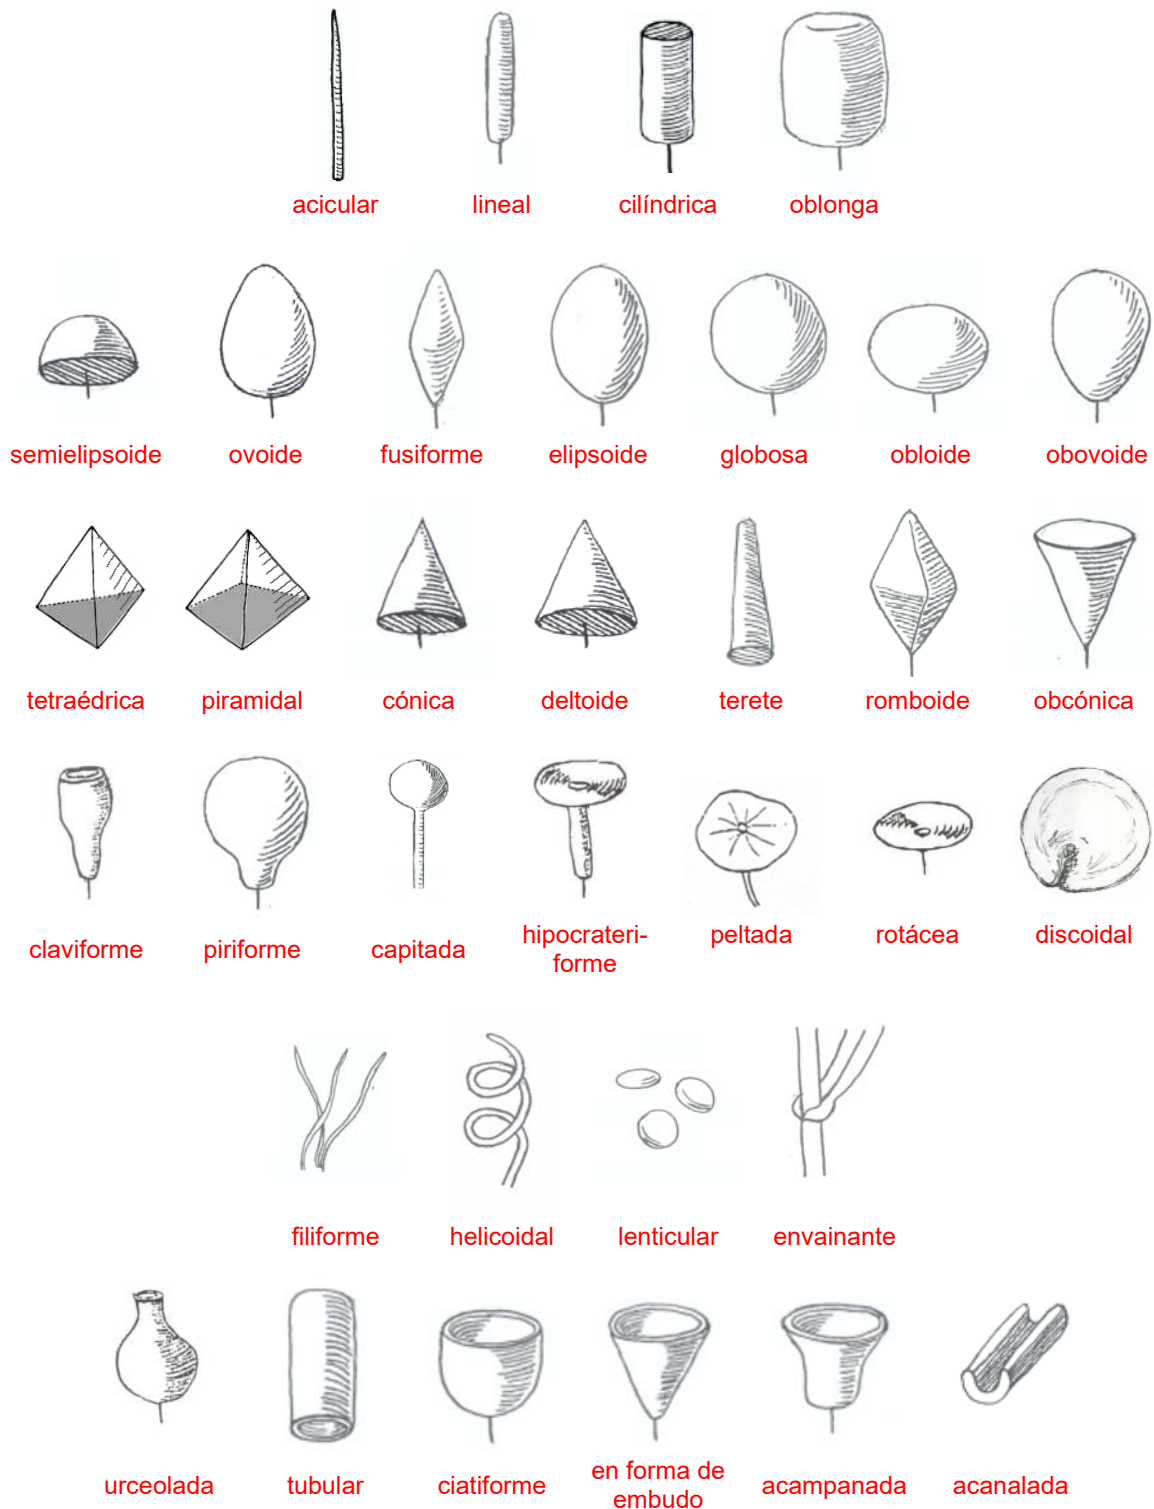 acicular lineal cilíndrica oblonga
semielipsoide ovoide fusiforme elipsoide globosa obloide obovoide
tetraédrica piramidal cónica deltoide terete romboide obcónica
claviforme piriforme capitada hipocrateri-
forme peltada rotácea discoidal
filiforme helicoidal lenticular envainante
urceolada tubular ciatiforme en forma de
embudo acampanada acanalada